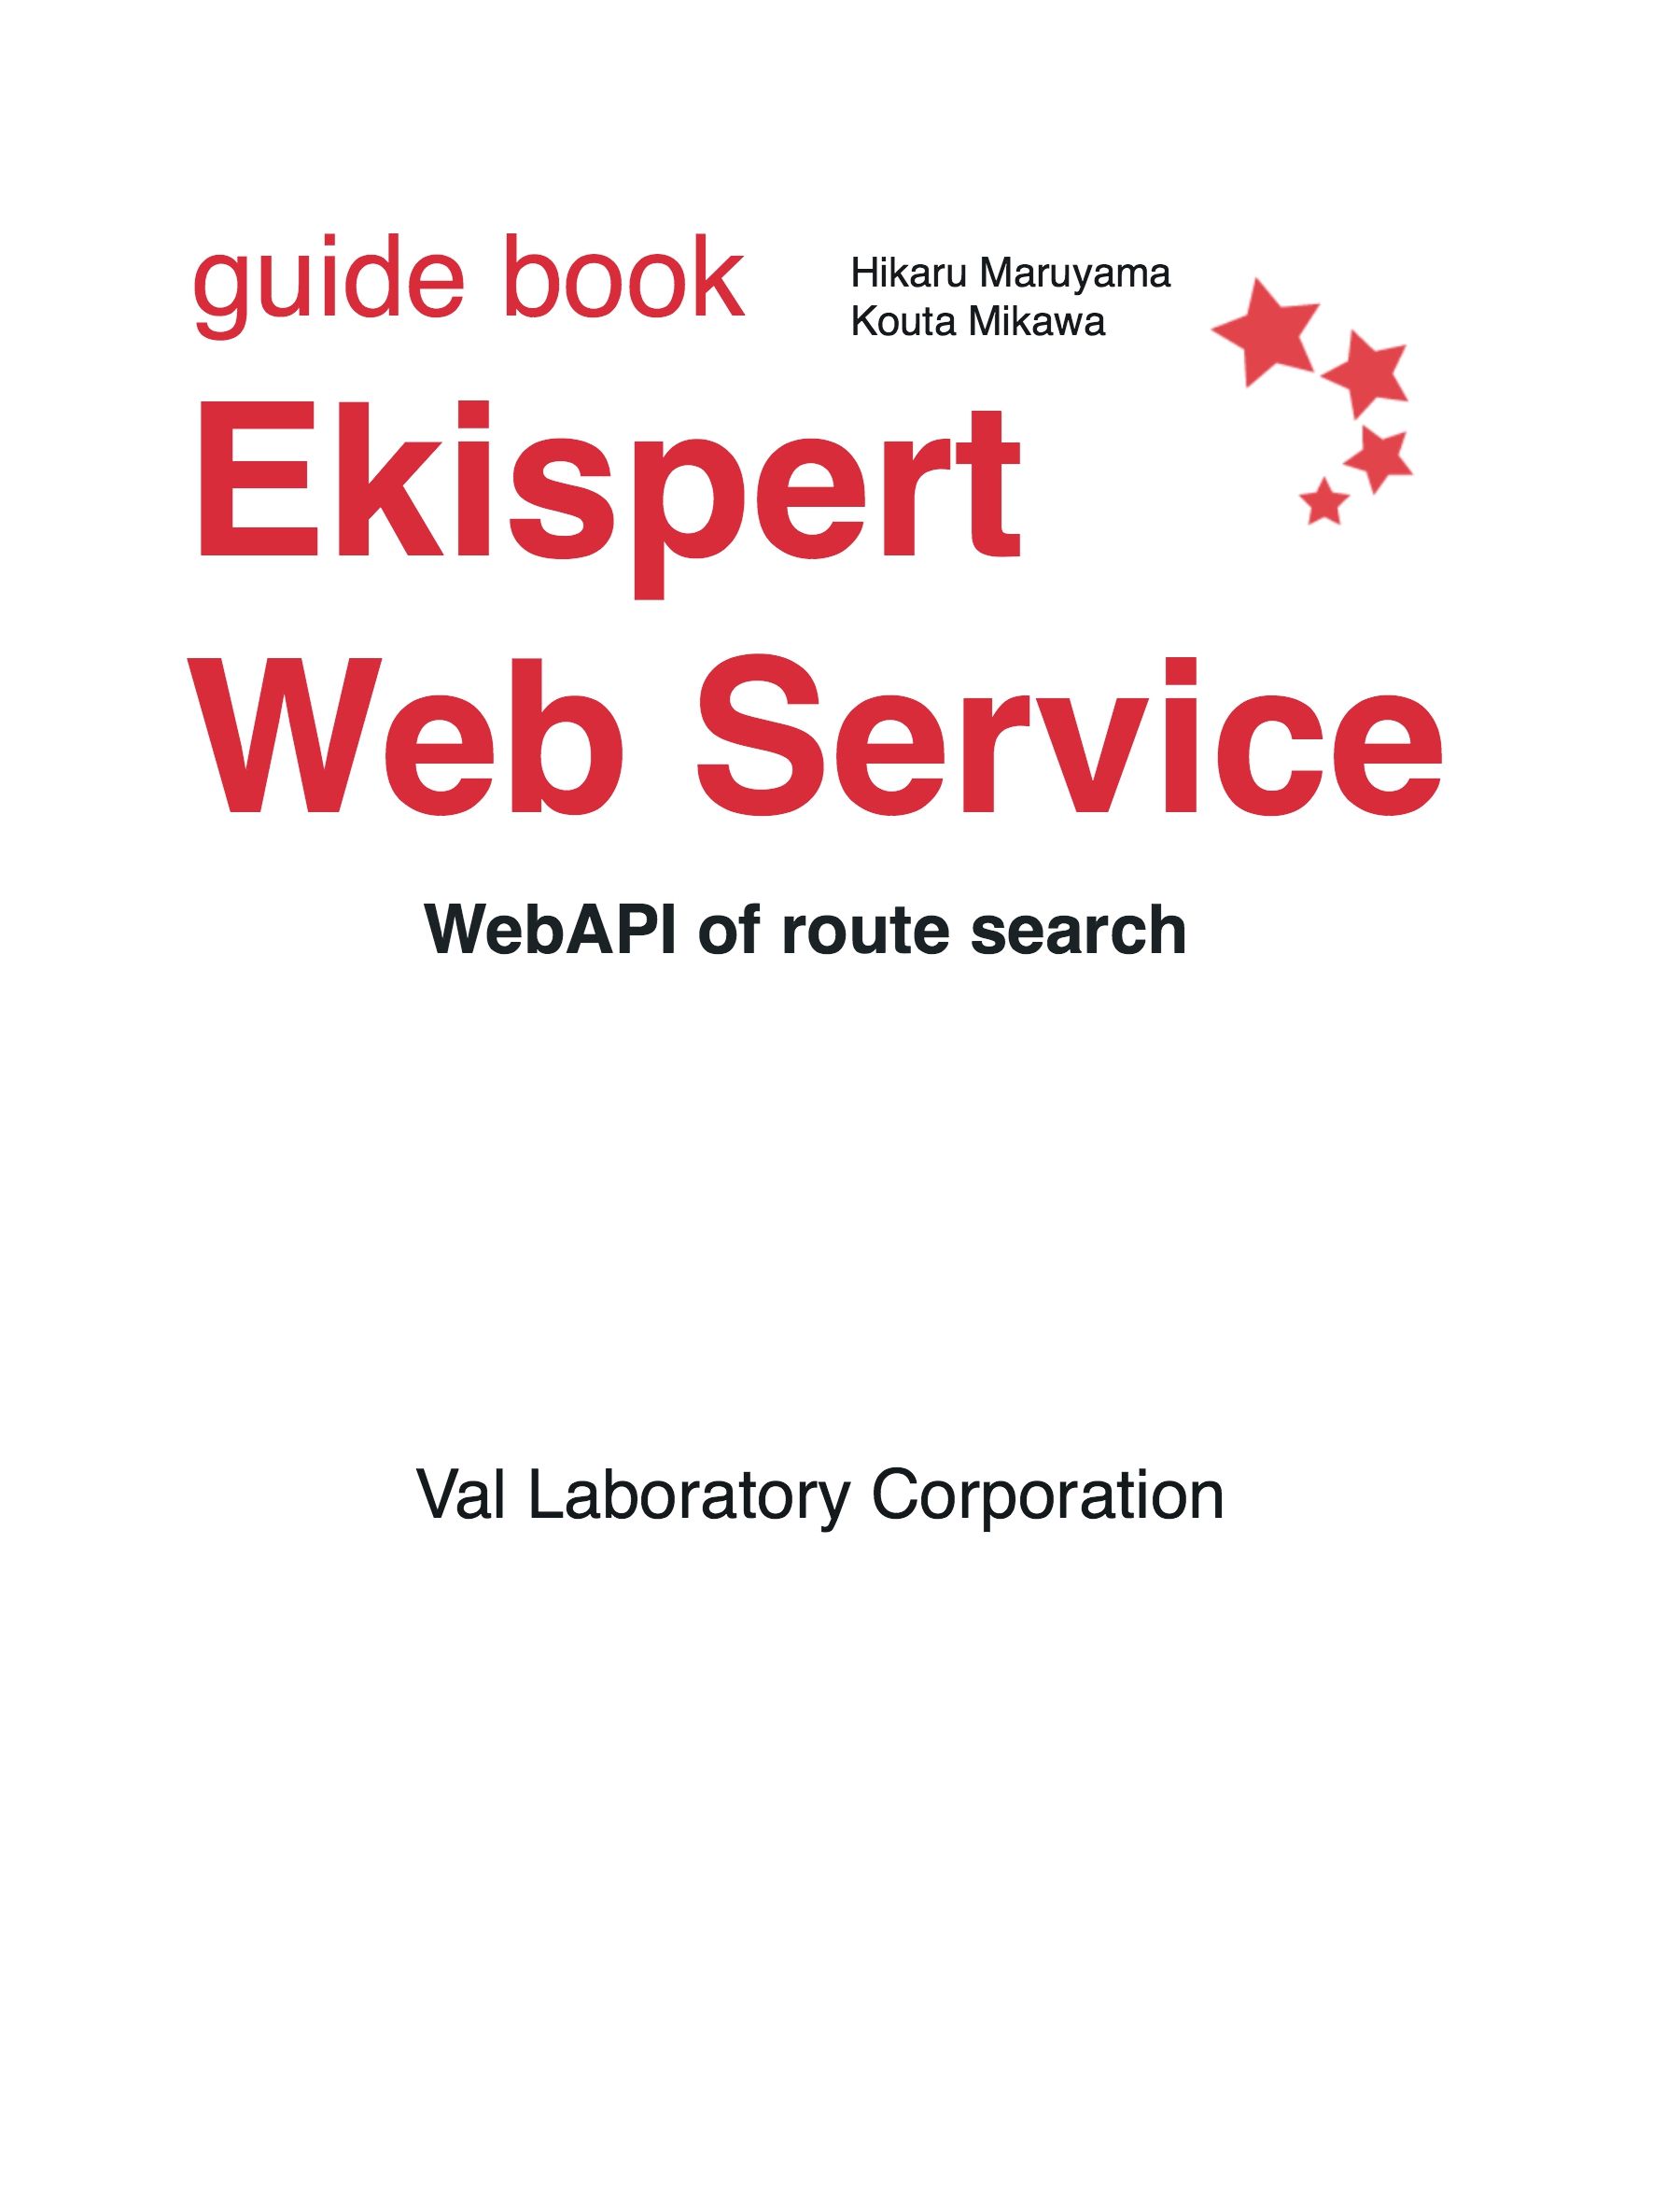 guide book
Hikaru Maruyama
Kouta Mikawa
Ekispert
Web Service
WebAPI of route search
Val Laboratory Corporation